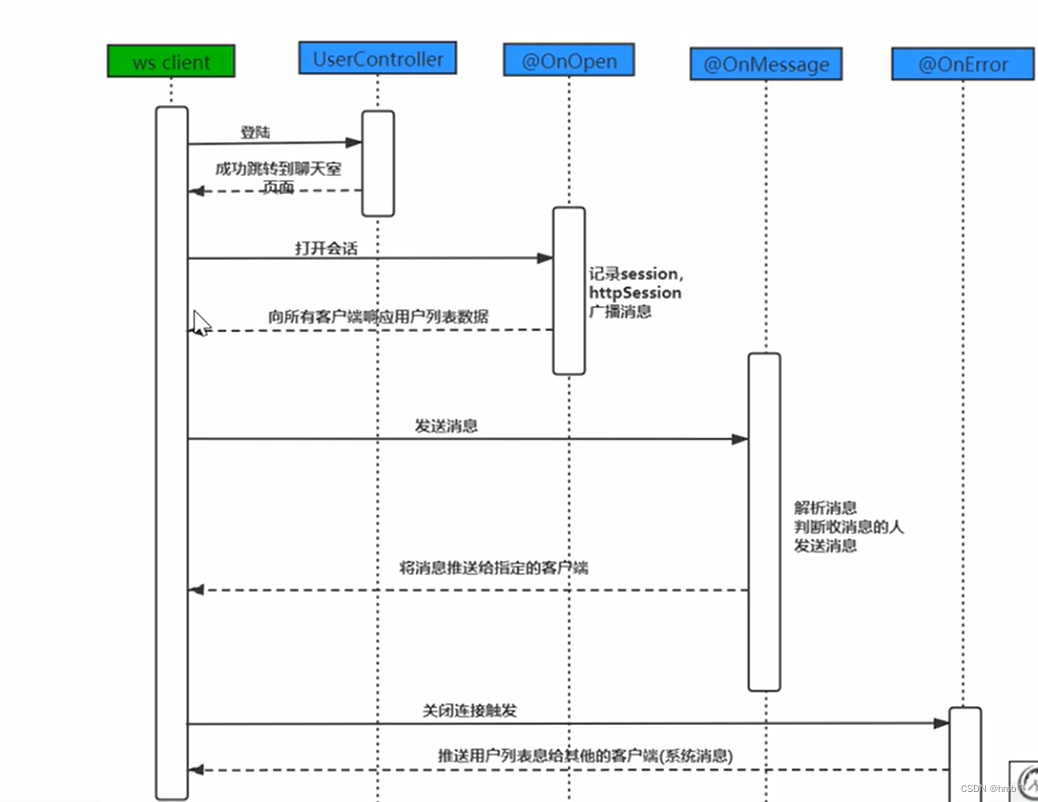 ws client
UserController
@OnOpen
@OnMessage
@OnError
登陆
成功跳转到聊天室
页面
打开会话
记录session，
httpSession
广播消息
向所有客户端响应用户列表数据
发送消息
解析消息
判断收消息的人
发送消息
将消息推送给指定的客户端
关闭连接触发
推送用户列表息给其他的客户端(系统消息)